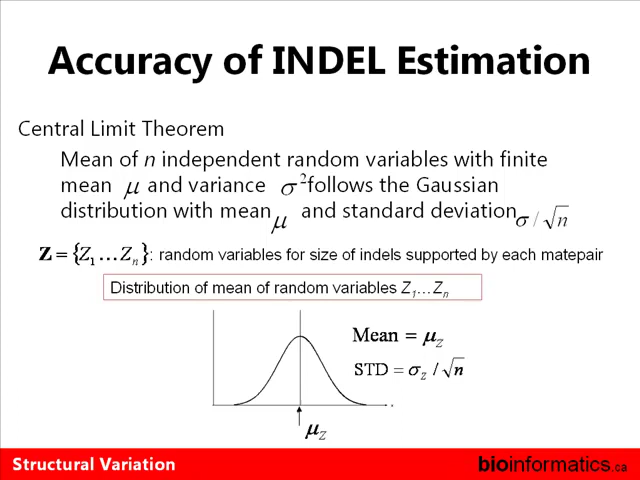 Accuracy of INDEL Estimation
Central Limit Theorem
Mean of n independent random variables with finite
mean μ and variance σ² follows the Gaussian
distribution with mean μ and standard deviation σ / √n
Z = {Z₁ … Zₙ}: random variables for size of indels supported by each matepair
Distribution of mean of random variables Z₁…Zₙ
Mean = μ_Z
STD = σ_Z / √n
μ_Z
Structural Variation
bioinformatics.ca